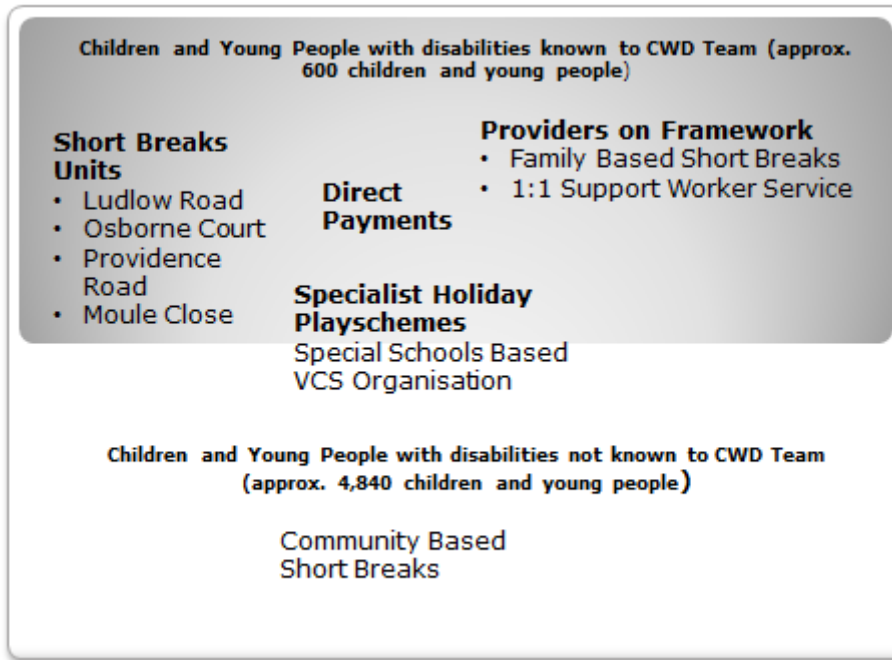 Children and Young People with disabilities known to CWD Team (approx.
600 children and young people)
Short Breaks
Units
• Ludlow Road
• Osborne Court
• Providence
Road
• Moule Close
Direct
Payments
Providers on Framework
• Family Based Short Breaks
• 1:1 Support Worker Service
Specialist Holiday
Playschemes
Special Schools Based
VCS Organisation
Children and Young People with disabilities not known to CWD Team
(approx. 4,840 children and young people)
Community Based
Short Breaks